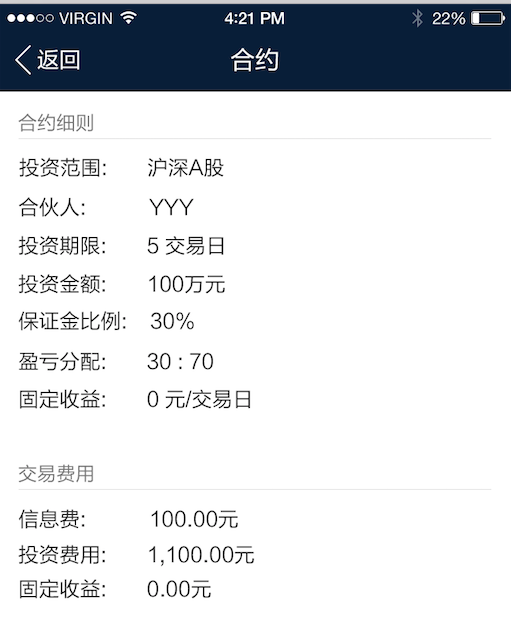 VIRGIN 4:21 PM 22%
返回 合约
合约细则
投资范围: 沪深A股
合伙人: YYY
投资期限: 5 交易日
投资金额: 100万元
保证金比例: 30%
盈亏分配: 30 : 70
固定收益: 0 元/交易日
交易费用
信息费: 100.00元
投资费用: 1,100.00元
固定收益: 0.00元